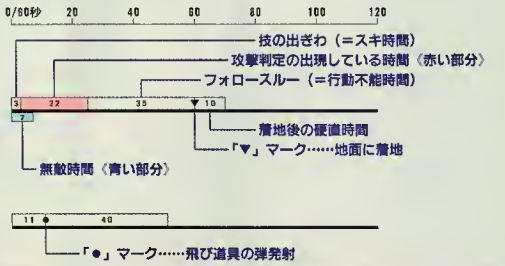 0/60秒 20 40 60 80 100 120
技の出ぎわ（＝スキ時間）
攻撃判定の出現している時間《赤い部分》
フォロースルー（＝行動不能時間）
3 22 35 10
7
着地後の硬直時間
「▼」マーク……地面に着地
無敵時間《青い部分》
11 40
「●」マーク……飛び道具の弾発射